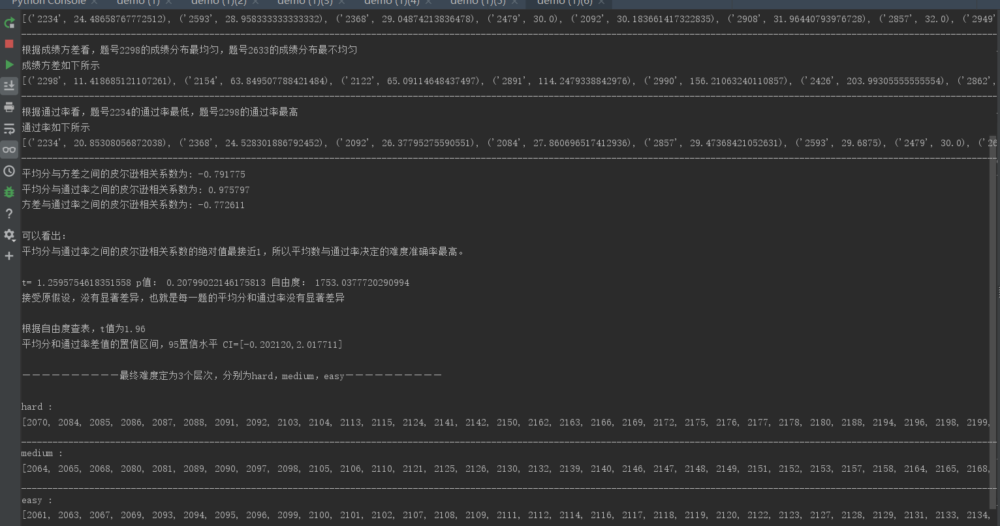 Python Console × demo (1) × demo (1)(2) × demo (1)(3) × demo (1)(4) × demo (1)(5) × demo (1)(6) ×
[('2234', 24.48658767772512), ('2593', 28.958333333333332), ('2368', 29.04874213836478), ('2479', 30.0), ('2092', 30.183661417322835), ('2908', 31.96440793976728), ('2857', 32.0), ('2949'
根据成绩方差看，题号2298的成绩分布最均匀，题号2633的成绩分布最不均匀
成绩方差如下所示
[('2298', 11.418685121107261), ('2154', 63.849507788421484), ('2122', 65.09114648437497), ('2891', 114.2479338842976), ('2990', 156.21063240110857), ('2426', 203.99305555555554), ('2862',
根据通过率看，题号2234的通过率最低，题号2298的通过率最高
通过率如下所示
[('2234', 20.85308056872038), ('2368', 24.528301886792452), ('2092', 26.37795275590551), ('2084', 27.860696517412936), ('2857', 29.47368421052631), ('2593', 29.6875), ('2479', 30.0), ('26
平均分与方差之间的皮尔逊相关系数为: -0.791775
平均分与通过率之间的皮尔逊相关系数为: 0.975797
方差与通过率之间的皮尔逊相关系数为: -0.772611
可以看出:
平均分与通过率之间的皮尔逊相关系数的绝对值最接近1，所以平均数与通过率决定的难度准确率最高。
t= 1.2595754618351558 p值： 0.20799022146175813 自由度： 1753.0377720290994
接受原假设，没有显著差异，也就是每一题的平均分和通过率没有显著差异
根据自由度查表，t值为1.96
平均分和通过率差值的置信区间，95置信水平 CI=[-0.202120,2.017711]
——————————最终难度定为3个层次，分别为hard，medium，easy——————————
hard :
[2070, 2084, 2085, 2086, 2087, 2088, 2091, 2092, 2103, 2104, 2113, 2115, 2124, 2141, 2142, 2150, 2162, 2163, 2166, 2169, 2172, 2175, 2176, 2177, 2178, 2180, 2188, 2194, 2196, 2198, 2199,
medium :
[2064, 2065, 2068, 2080, 2081, 2089, 2090, 2097, 2098, 2105, 2106, 2110, 2121, 2125, 2126, 2130, 2132, 2139, 2140, 2146, 2147, 2148, 2149, 2151, 2152, 2153, 2157, 2158, 2164, 2165, 2168,
easy :
[2061, 2063, 2067, 2069, 2093, 2094, 2095, 2096, 2099, 2100, 2101, 2102, 2107, 2108, 2109, 2111, 2112, 2114, 2116, 2117, 2118, 2119, 2120, 2122, 2123, 2127, 2128, 2129, 2131, 2133, 2134,